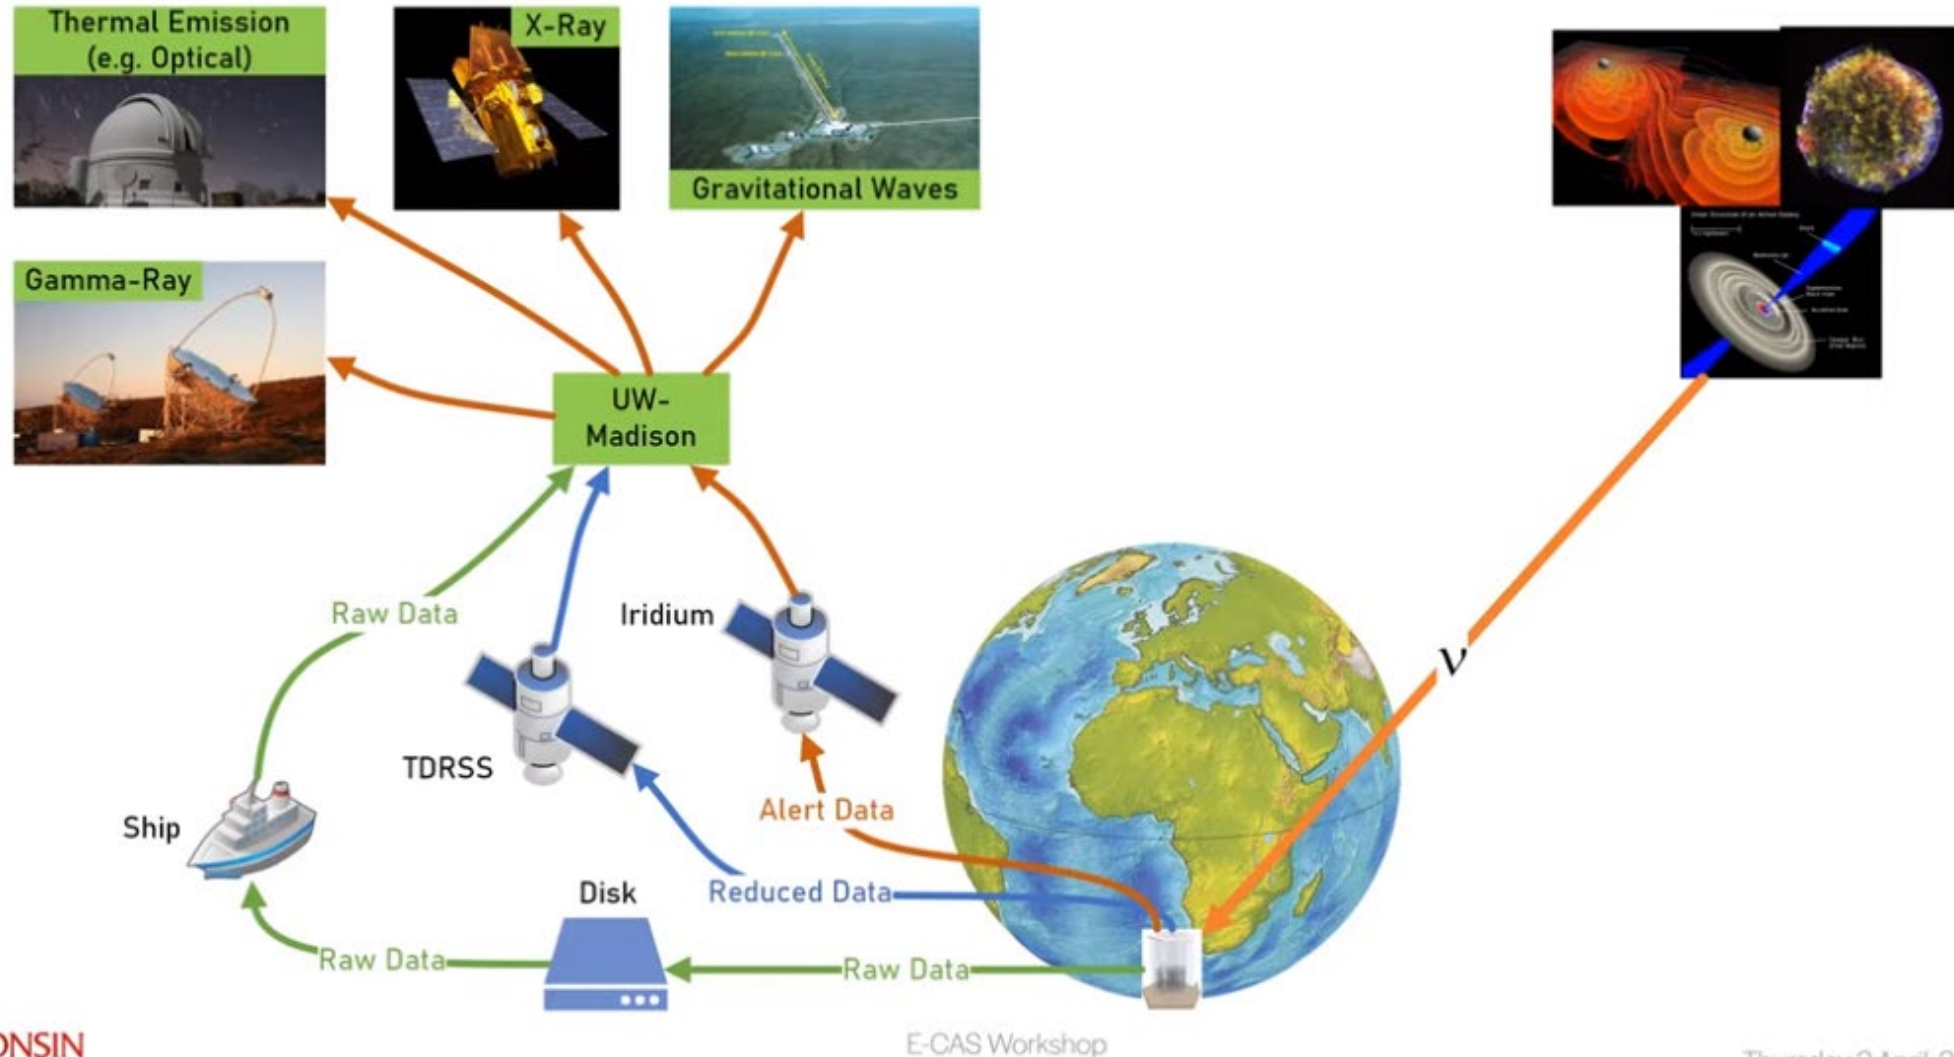 Thermal Emission
(e.g. Optical)
X-Ray
Gravitational Waves
Gamma-Ray
UW-
Madison
Raw Data
Iridium
ν
TDRSS
Alert Data
Ship
Disk
Reduced Data
Raw Data
Raw Data
ONSIN
E-CAS Workshop